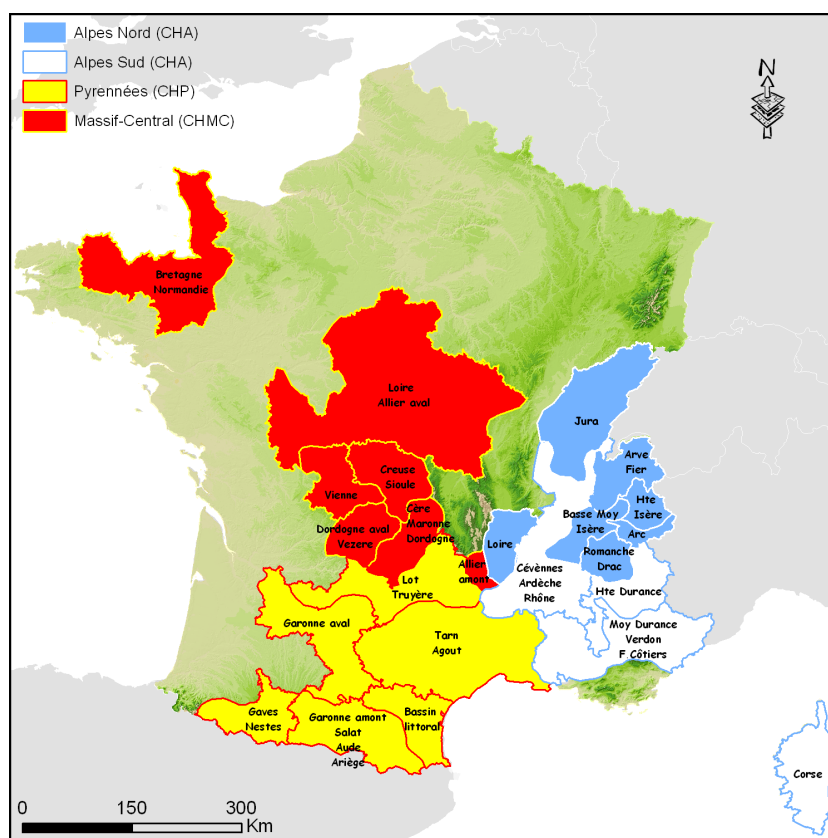 Alpes Nord (CHA)
Alpes Sud (CHA)
Pyrennées (CHP)
Massif-Central (CHMC)
N
Bretagne
Normandie
Loire
Allier aval
Jura
Arve
Fier
Creuse
Sioule
Vienne
Hte
Isère
Cère
Maronne
Dordogne
Basse Moy
Isère
Arc
Dordogne aval
Vezere
Loire
Romanche
Drac
Allier
amont
Cévènnes
Ardèche
Rhône
Lot
Truyère
Hte Durance
Garonne aval
Tarn
Agout
Moy Durance
Verdon
F Côtiers
Gaves
Nestes
Garonne amont
Salat
Aude
Ariège
Bassin
littoral
Corse
0 150 300
Km